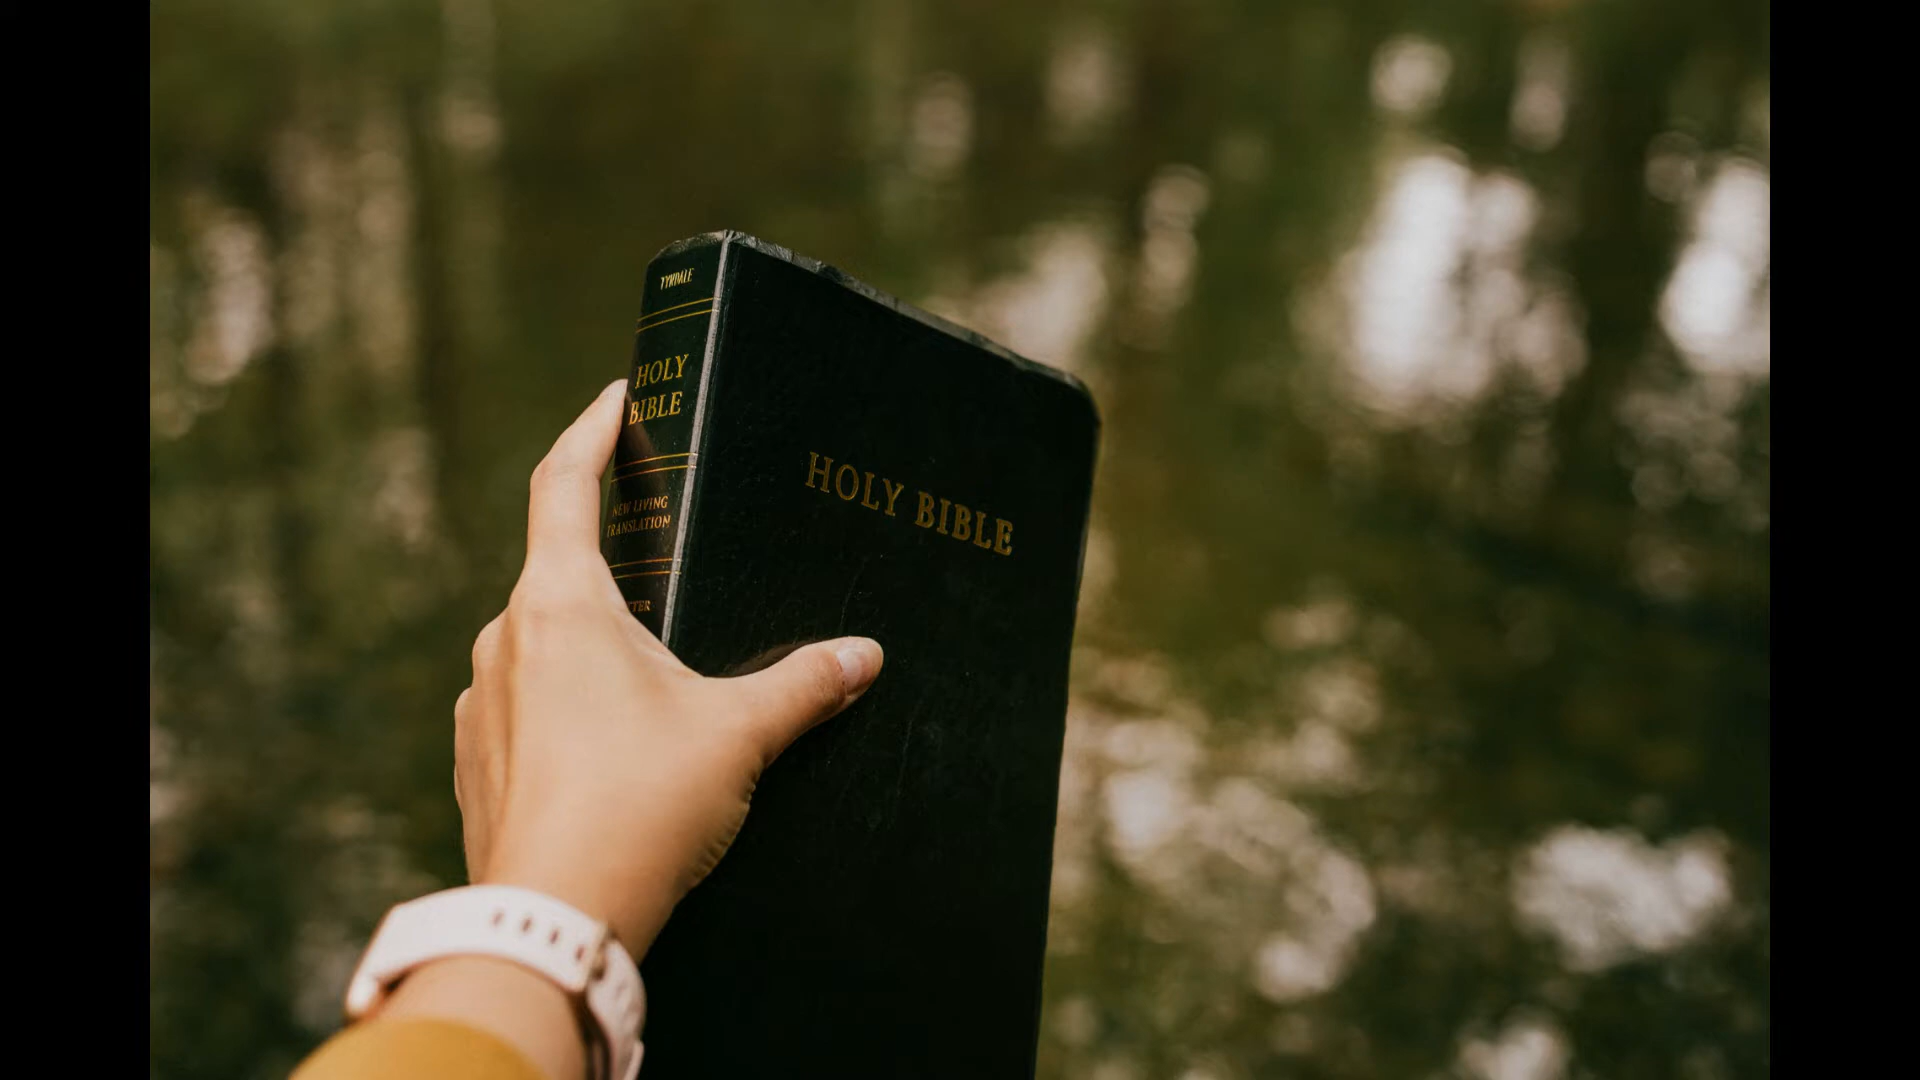 TYNDALE
HOLY
BIBLE
NEW LIVING
TRANSLATION
HOLY BIBLE